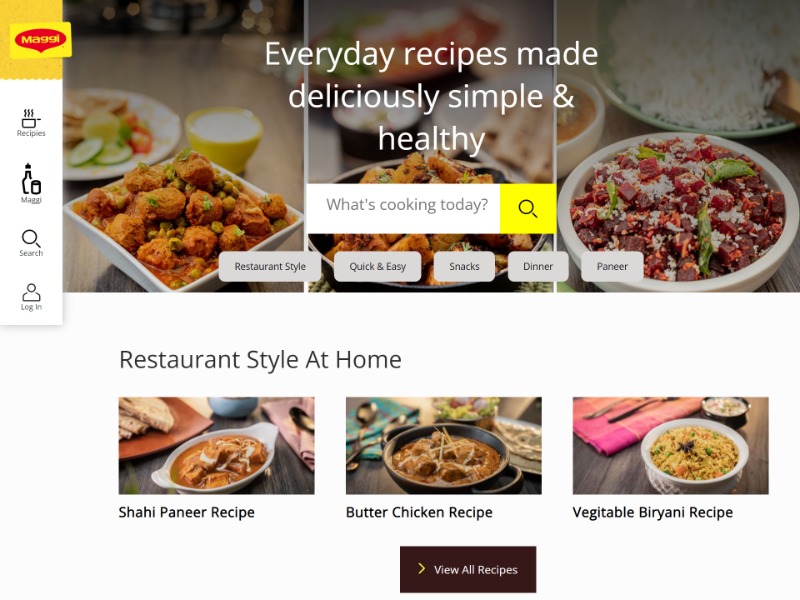 Maggi
Recipies
Maggi
Search
Log In
Everyday recipes made
deliciously simple &
healthy
What's cooking today?
Restaurant Style
Quick & Easy
Snacks
Dinner
Paneer
Restaurant Style At Home
Shahi Paneer Recipe
Butter Chicken Recipe
Vegitable Biryani Recipe
View All Recipes